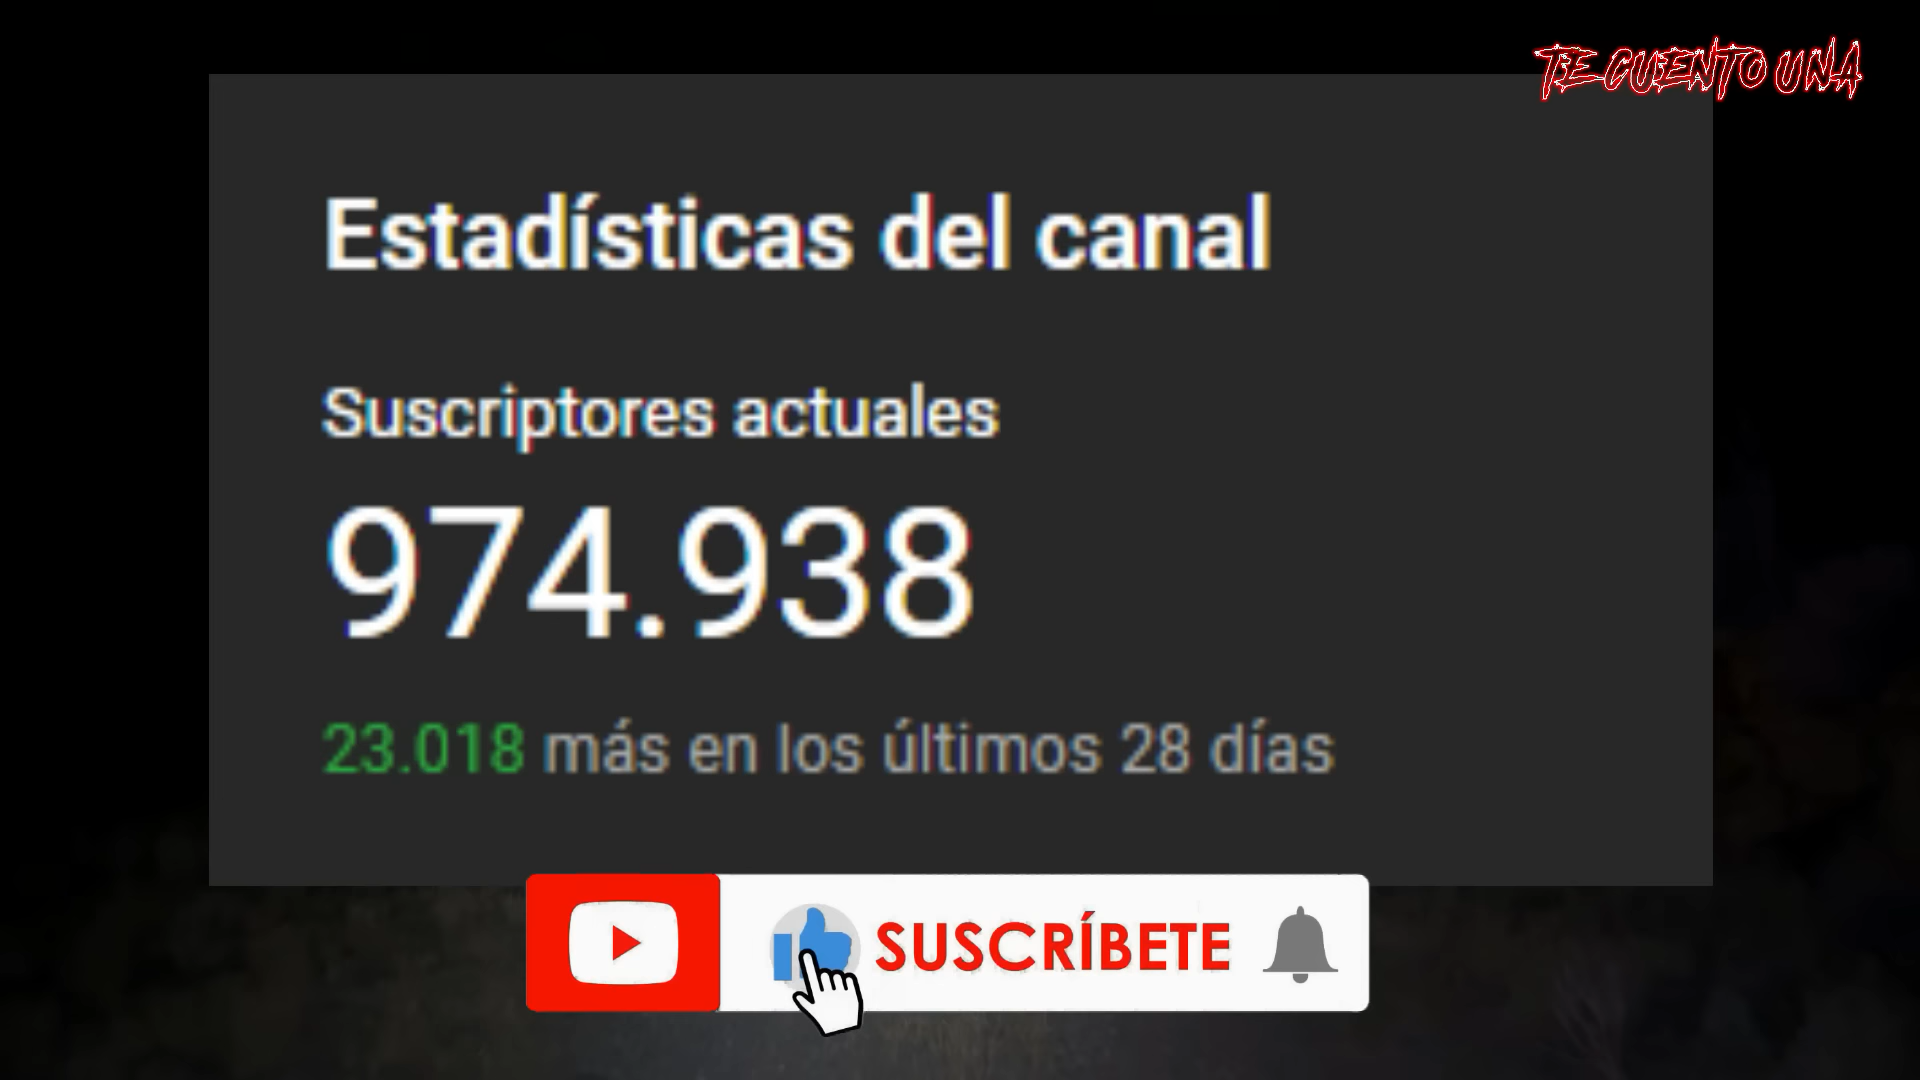 TE CUENTO UNA
Estadísticas del canal
Suscriptores actuales
974.938
23.018 más en los últimos 28 días
SUSCRÍBETE